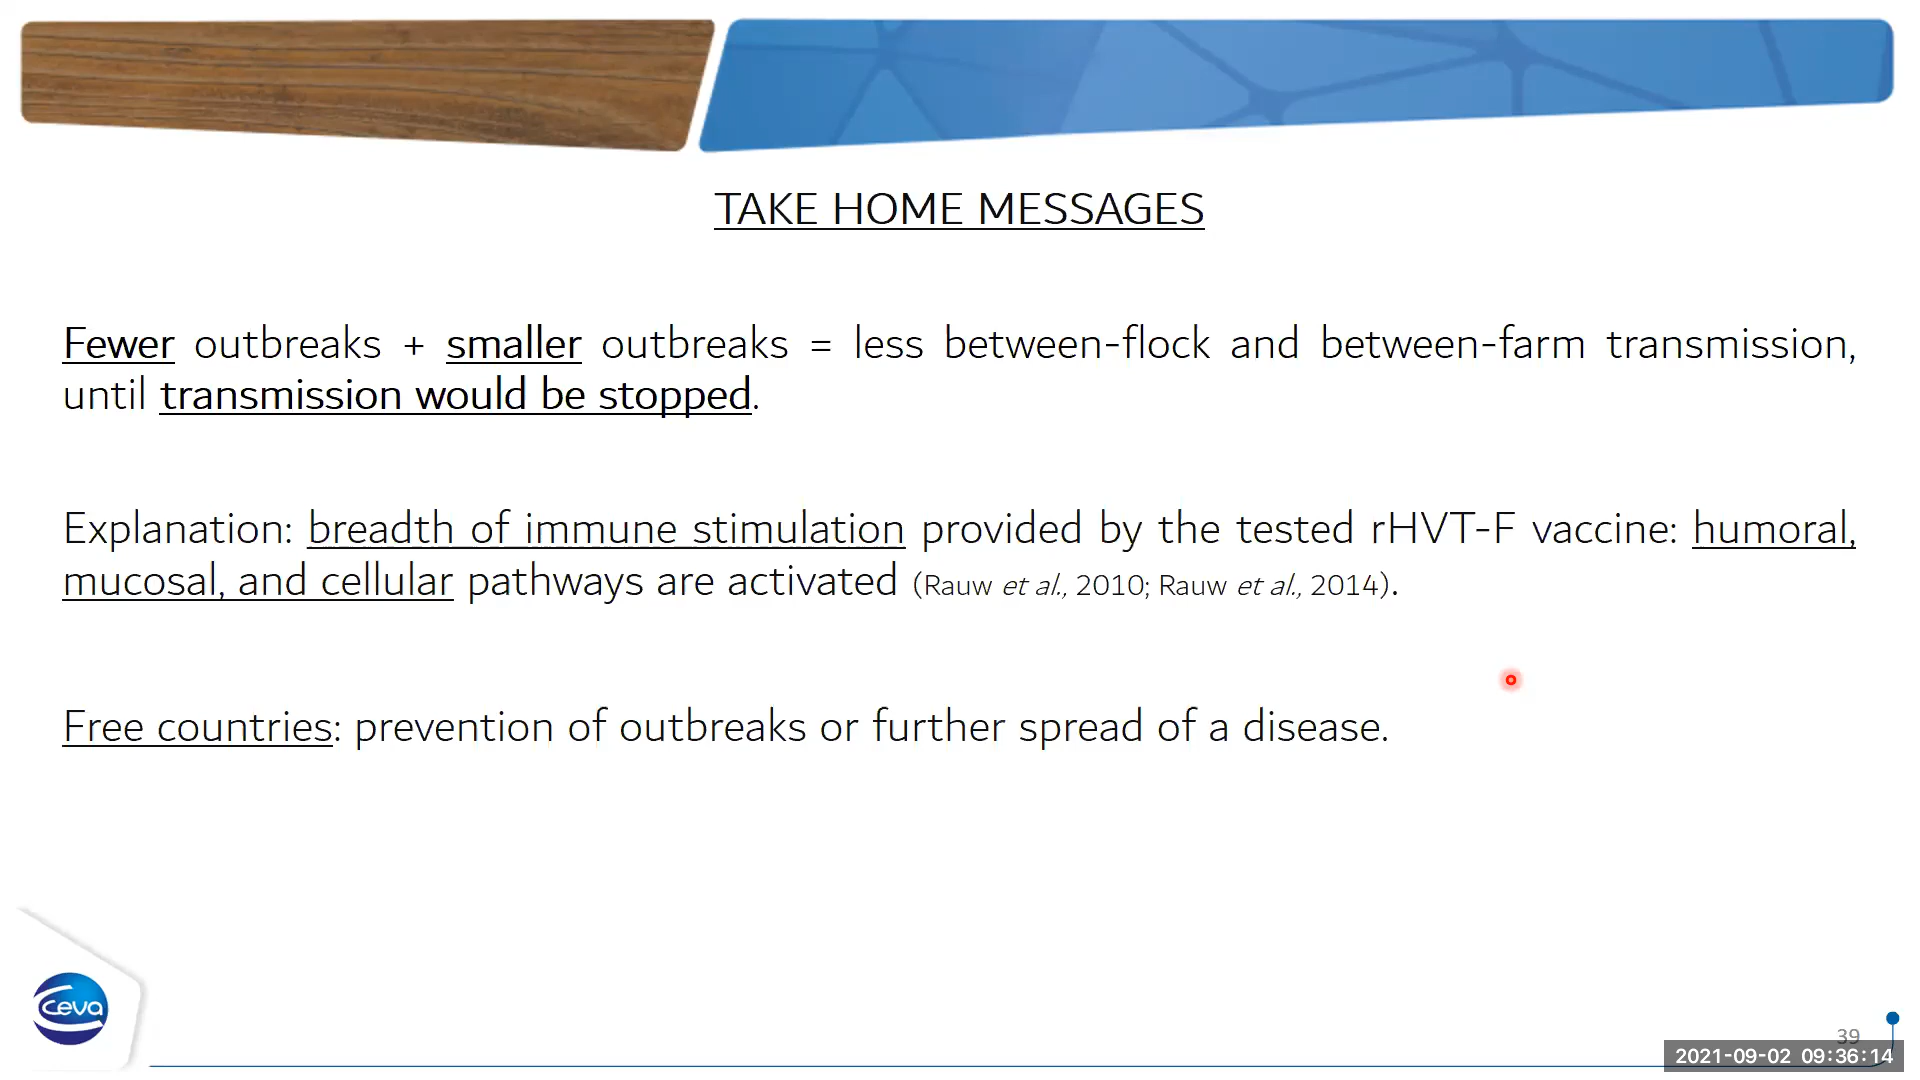 TAKE HOME MESSAGES
Fewer outbreaks + smaller outbreaks = less between-flock and between-farm transmission,
until transmission would be stopped.
Explanation: breadth of immune stimulation provided by the tested rHVT-F vaccine: humoral,
mucosal, and cellular pathways are activated (Rauw et al., 2010; Rauw et al., 2014).
Free countries: prevention of outbreaks or further spread of a disease.
ceva
39
2021-09-02 09:36:14